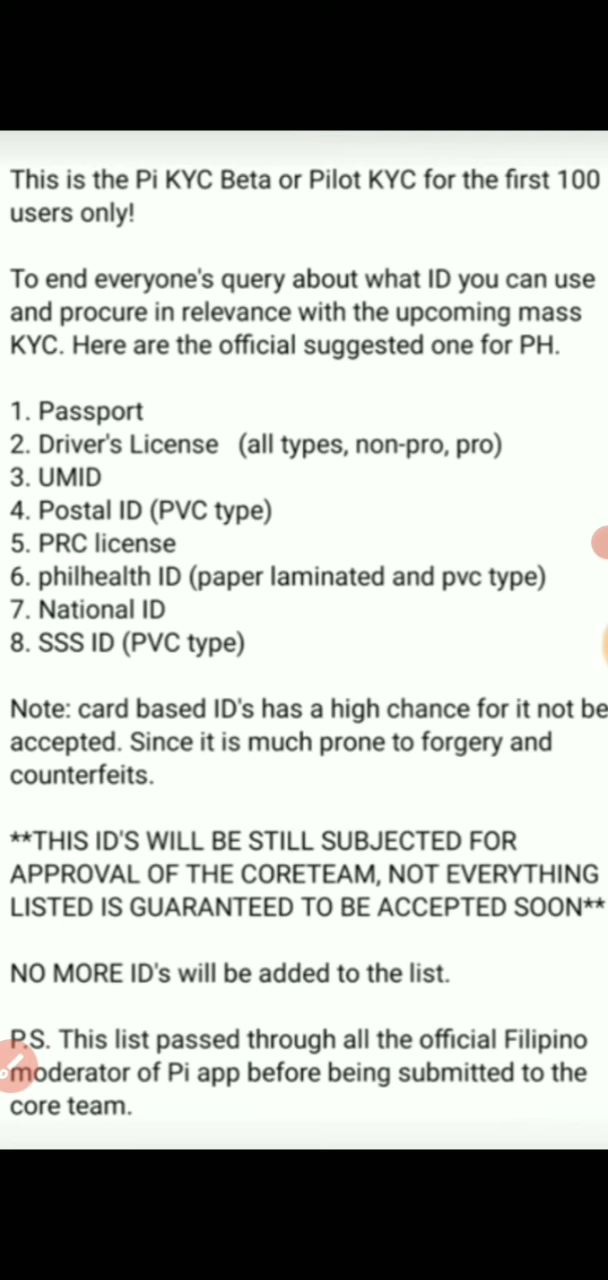 This is the Pi KYC Beta or Pilot KYC for the first 100
users only!
To end everyone's query about what ID you can use
and procure in relevance with the upcoming mass
KYC. Here are the official suggested one for PH.
1. Passport
2. Driver's License (all types, non-pro, pro)
3. UMID
4. Postal ID (PVC type)
5. PRC license
6. philhealth ID (paper laminated and pvc type)
7. National ID
8. SSS ID (PVC type)
Note: card based ID's has a high chance for it not be
accepted. Since it is much prone to forgery and
counterfeits.
**THIS ID'S WILL BE STILL SUBJECTED FOR
APPROVAL OF THE CORETEAM, NOT EVERYTHING
LISTED IS GUARANTEED TO BE ACCEPTED SOON**
NO MORE ID's will be added to the list.
P.S. This list passed through all the official Filipino
moderator of Pi app before being submitted to the
core team.